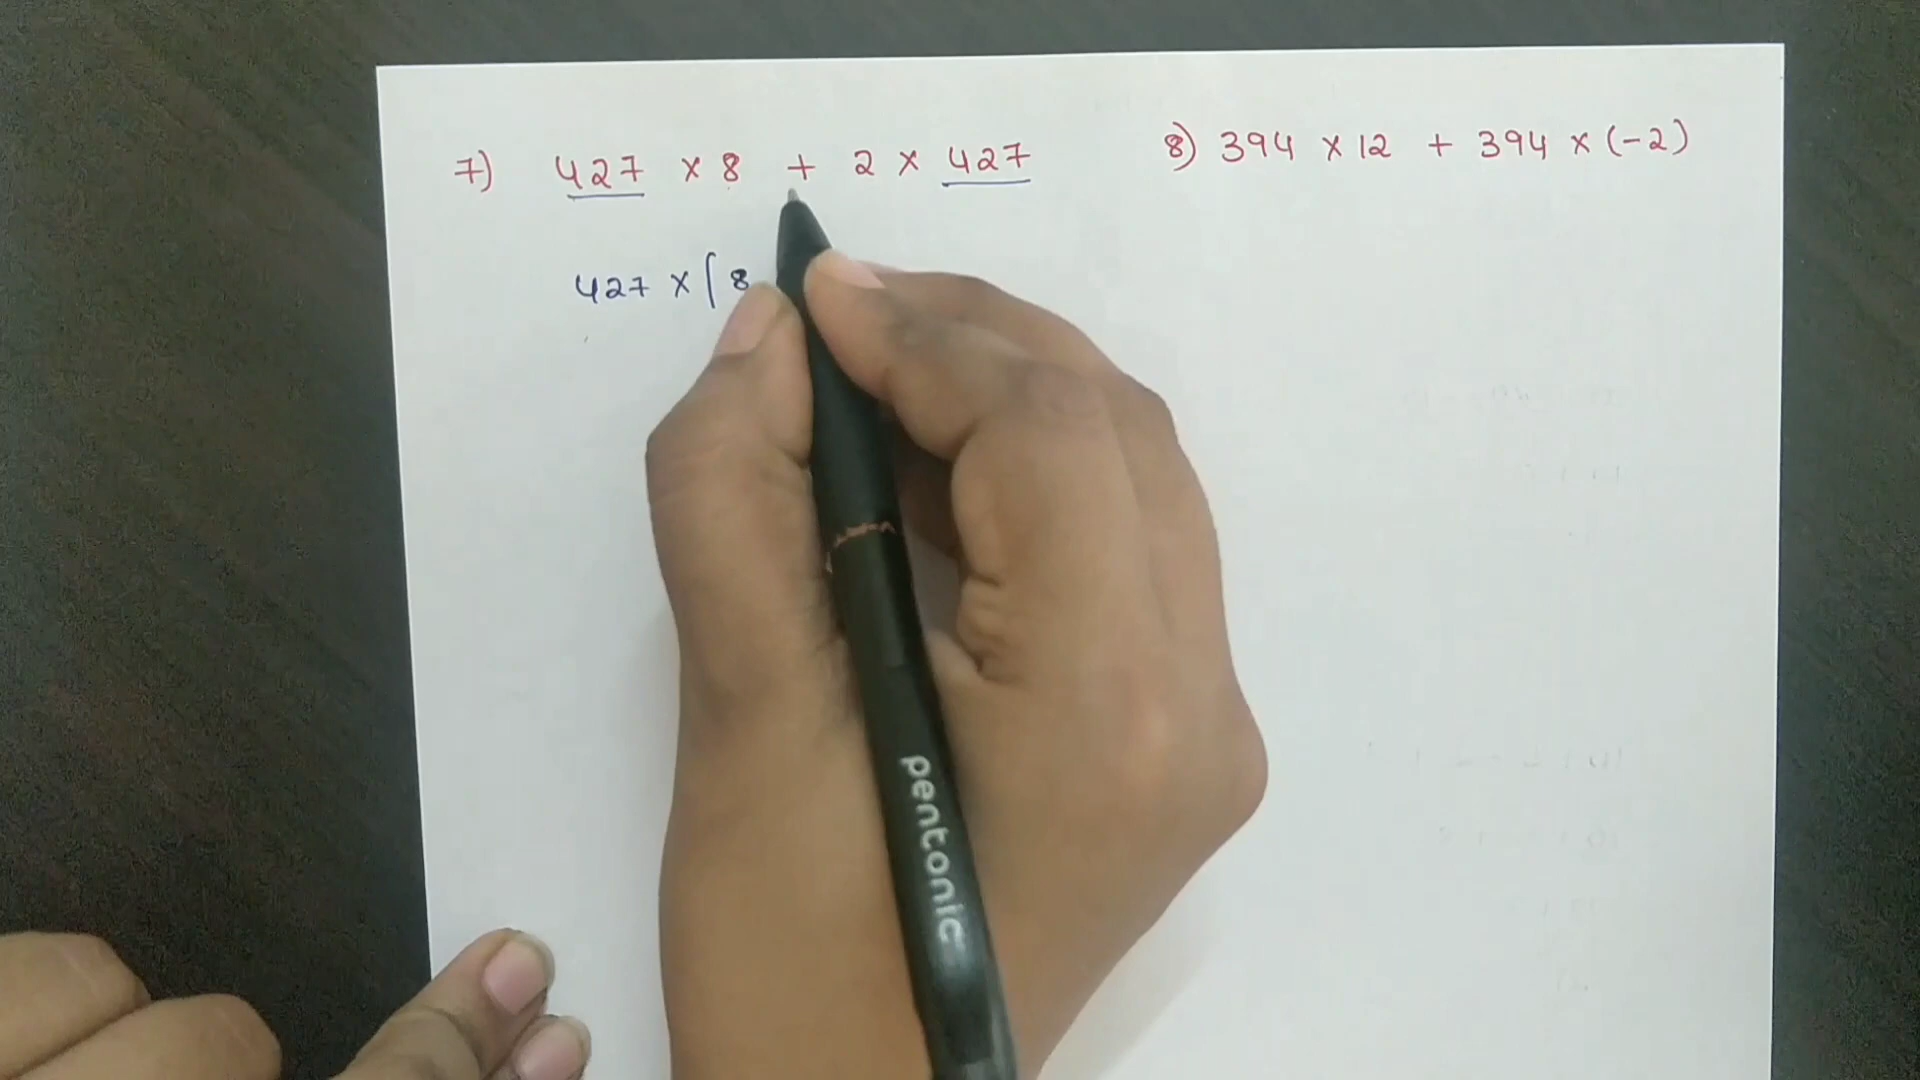 7) 427 × 8 + 2 × 427
427 × ( 8
8) 394 × 12 + 394 × (-2)
pentonic